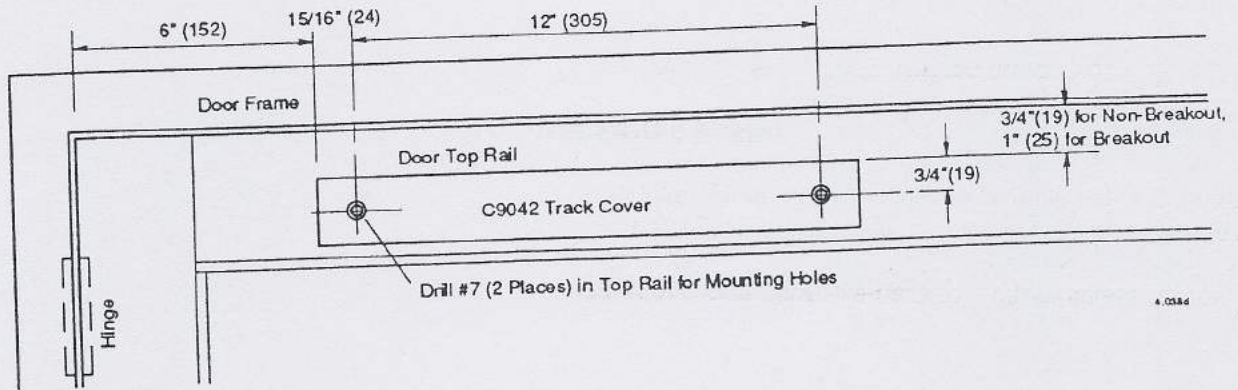 15/16" (24)
6" (152)
12" (305)
Door Frame
3/4"(19) for Non-Breakout,
1" (25) for Breakout
Door Top Rail
3/4"(19)
C9042 Track Cover
Drill #7 (2 Places) in Top Rail for Mounting Holes
Hinge